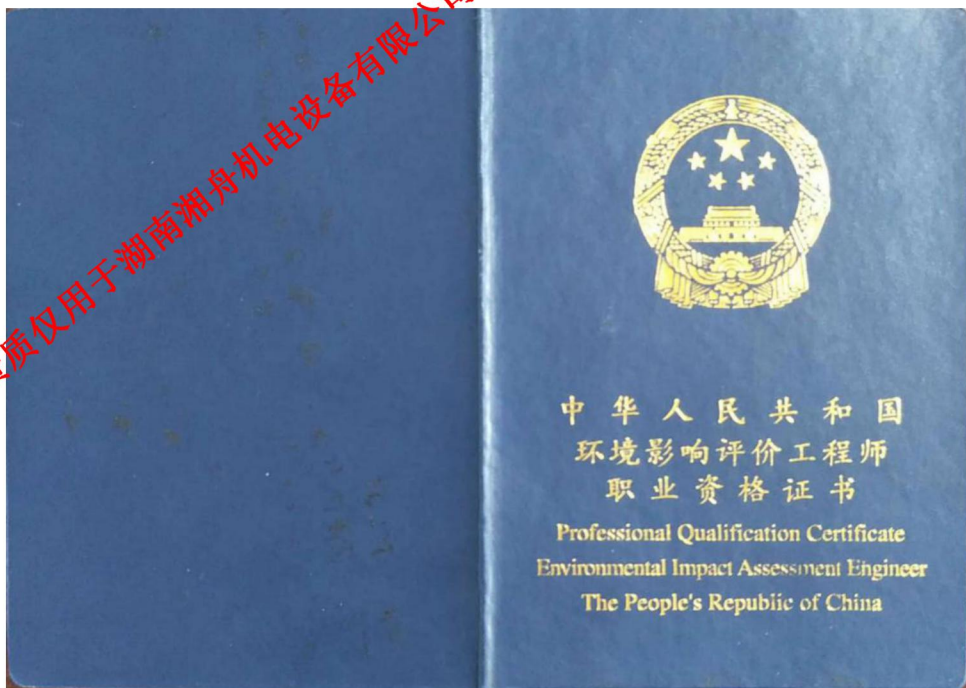 质仅用于湖南湘舟机电设备有限公司
中华人民共和国
环境影响评价工程师
职业资格证书
Professional Qualification Certificate
Environmental Impact Assessment Engineer
The People's Republic of China